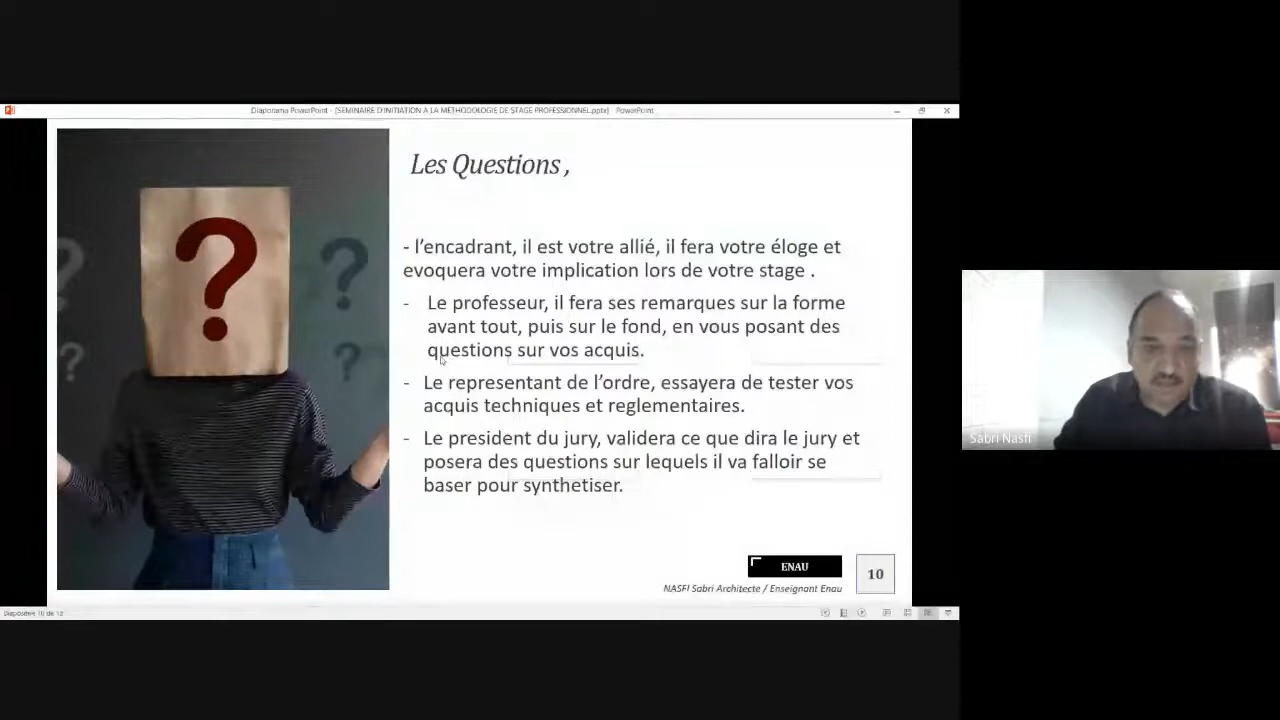 Diaporama PowerPoint - [SEMINAIRE D'INITIATION A LA METHODOLOGIE DE STAGE PROFESSIONNEL.pptx] - PowerPoint
Les Questions ,
- l'encadrant, il est votre allié, il fera votre éloge et
evoquera votre implication lors de votre stage .
- Le professeur, il fera ses remarques sur la forme
avant tout, puis sur le fond, en vous posant des
questions sur vos acquis.
- Le representant de l'ordre, essayera de tester vos
acquis techniques et reglementaires.
- Le president du jury, validera ce que dira le jury et
posera des questions sur lequels il va falloir se
baser pour synthetiser.
?
?
?
ENAU
10
NASFI Sabri Architecte / Enseignant Enau
Diapositive 10 de 12
Sabri Nasfi